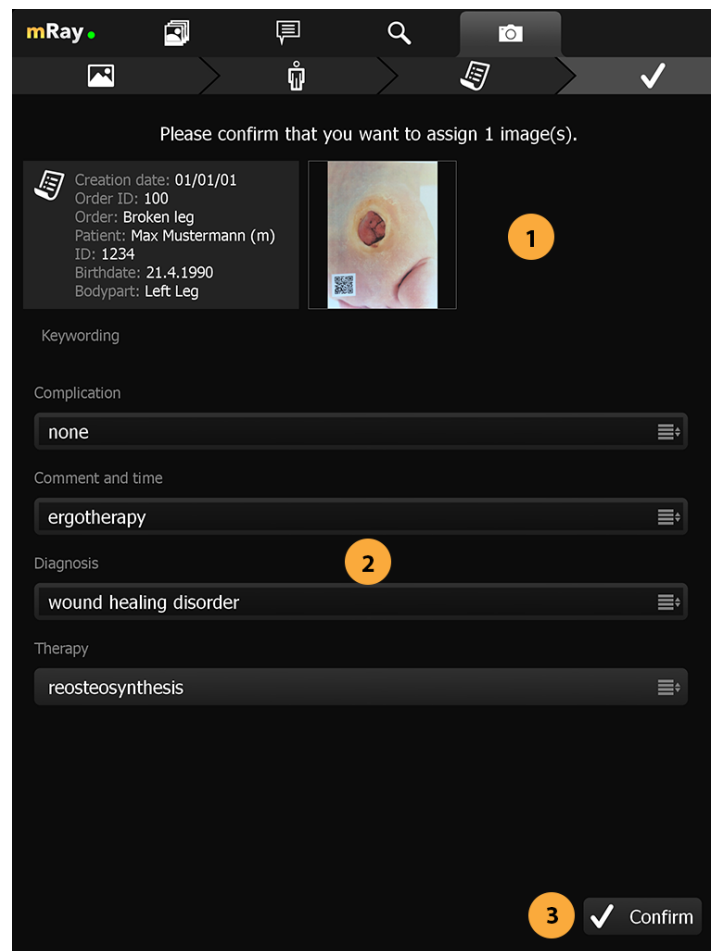 mRay
Please confirm that you want to assign 1 image(s).
Creation date: 01/01/01
Order ID: 100
Order: Broken leg
Patient: Max Mustermann (m)
ID: 1234
Birthdate: 21.4.1990
Bodypart: Left Leg
1
Keywording
Complication
none
Comment and time
ergotherapy
2
Diagnosis
wound healing disorder
Therapy
reosteosynthesis
3
Confirm